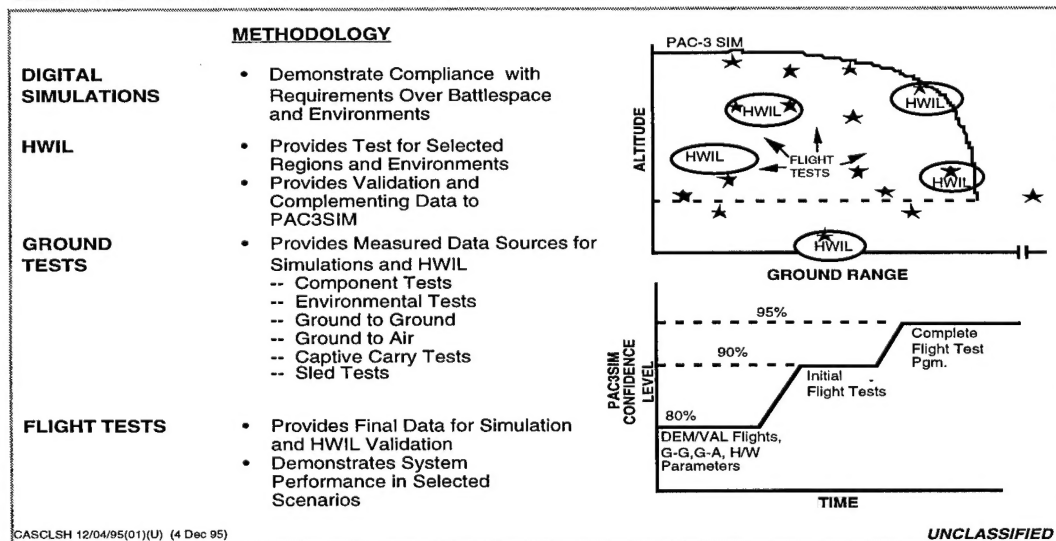 METHODOLOGY
DIGITAL
SIMULATIONS
• Demonstrate Compliance with
Requirements Over Battlespace
and Environments
HWIL
• Provides Test for Selected
Regions and Environments
• Provides Validation and
Complementing Data to
PAC3SIM
GROUND
TESTS
• Provides Measured Data Sources for
Simulations and HWIL
-- Component Tests
-- Environmental Tests
-- Ground to Ground
-- Ground to Air
-- Captive Carry Tests
-- Sled Tests
FLIGHT TESTS
• Provides Final Data for Simulation
and HWIL Validation
• Demonstrates System
Performance in Selected
Scenarios
PAC-3 SIM
ALTITUDE
HWIL
HWIL
HWIL
FLIGHT
TESTS
HWIL
HWIL
GROUND RANGE
PAC3SIM
CONFIDENCE
LEVEL
95%
Complete
Flight Test
Pgm.
90%
Initial
Flight Tests
80%
DEM/VAL Flights,
G-G,G-A, H/W
Parameters
TIME
CASCLSH 12/04/95(01)(U) (4 Dec 95)
UNCLASSIFIED